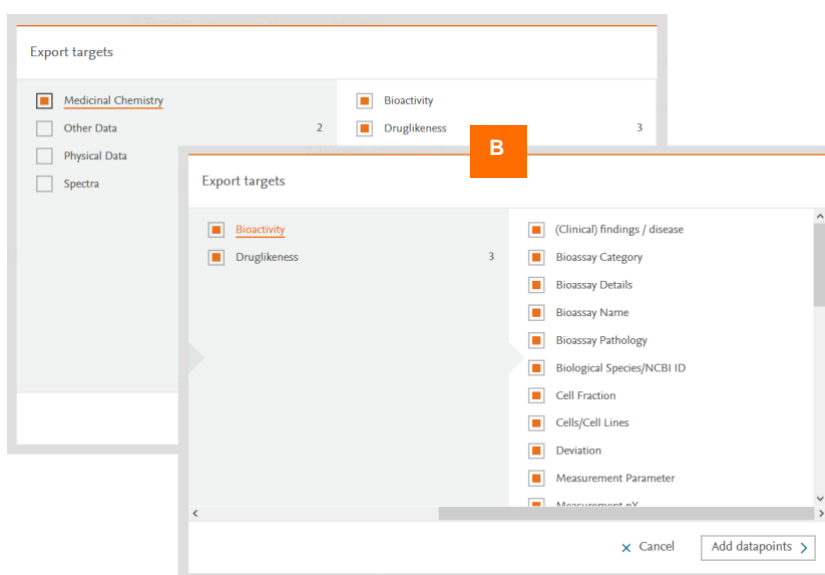 Export targets
Medicinal Chemistry
Other Data 2
Physical Data
Spectra
Bioactivity
Druglikeness 3
B
Export targets
Bioactivity
Druglikeness 3
(Clinical) findings / disease
Bioassay Category
Bioassay Details
Bioassay Name
Bioassay Pathology
Biological Species/NCBI ID
Cell Fraction
Cells/Cell Lines
Deviation
Measurement Parameter
Measurement pX
Cancel
Add datapoints